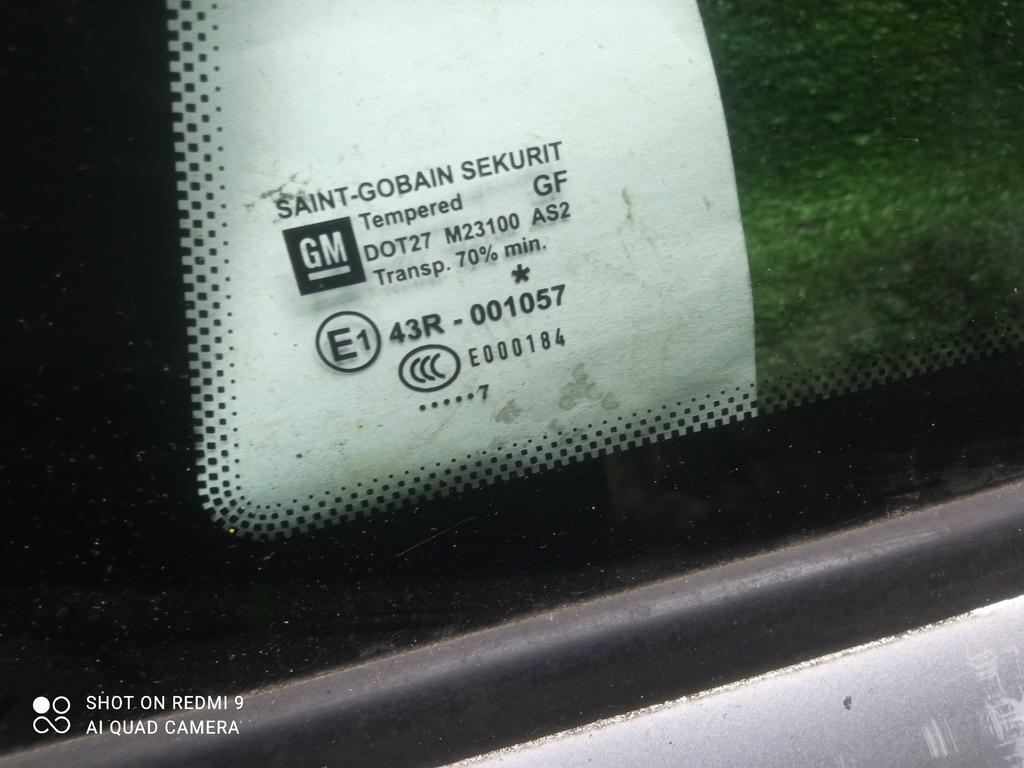 SAINT-GOBAIN SEKURIT
GM
Tempered GF
DOT27 M23100 AS2
Transp. 70% min.
*
E1 43R - 001057
CCC E000184
•••••7
SHOT ON REDMI 9
AI QUAD CAMERA